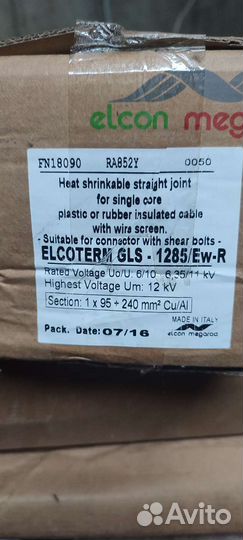 elcon megarad
FN18090 RA852Y 0050
Heat shrinkable straight joint
for single core
plastic or rubber insulated cable
with wire screen.
- Suitable for connector with shear bolts -
ELCOTERM GLS - 1285/Ew-R
Rated Voltage Uo/U: 6/10 - 6,35/11 kV
Highest Voltage Um: 12 kV
Section: 1 x 95 ÷ 240 mm² Cu/Al
Pack. Date: 07/16
MADE IN ITALY
elcon megarad
Avito